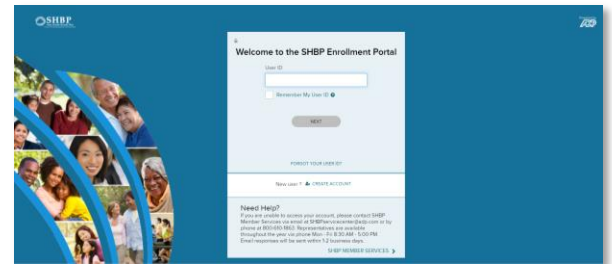 SHBP
ADP
Welcome to the SHBP Enrollment Portal
User ID
Remember My User ID
NEXT
FORGOT YOUR USER ID?
New user ? CREATE ACCOUNT
Need Help?
If you are unable to access your account, please contact SHBP
Member Services via email at SHBPservicecenter@adp.com or by
phone at 800-610-1863. Representatives are available
throughout the year via phone Mon - Fri 8:30 AM - 5:00 PM.
Email responses will be sent within 1-2 business days.
SHBP MEMBER SERVICES